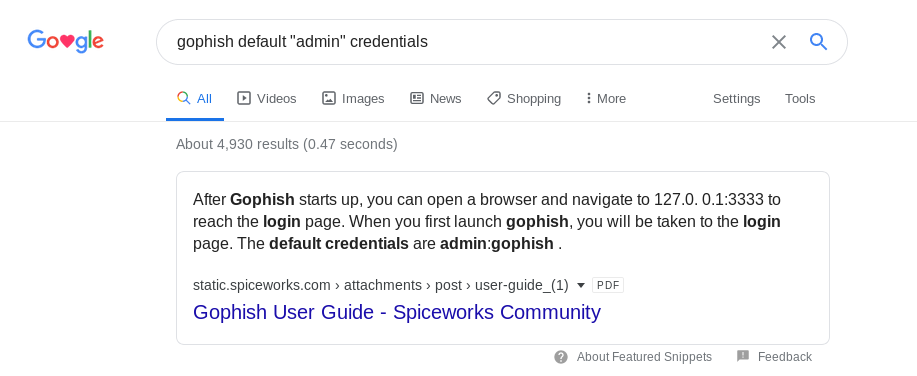 Google
gophish default "admin" credentials
All Videos Images News Shopping More Settings Tools
About 4,930 results (0.47 seconds)
After Gophish starts up, you can open a browser and navigate to 127.0. 0.1:3333 to
reach the login page. When you first launch gophish, you will be taken to the login
page. The default credentials are admin:gophish .
static.spiceworks.com › attachments › post › user-guide_(1) PDF
Gophish User Guide - Spiceworks Community
About Featured Snippets Feedback